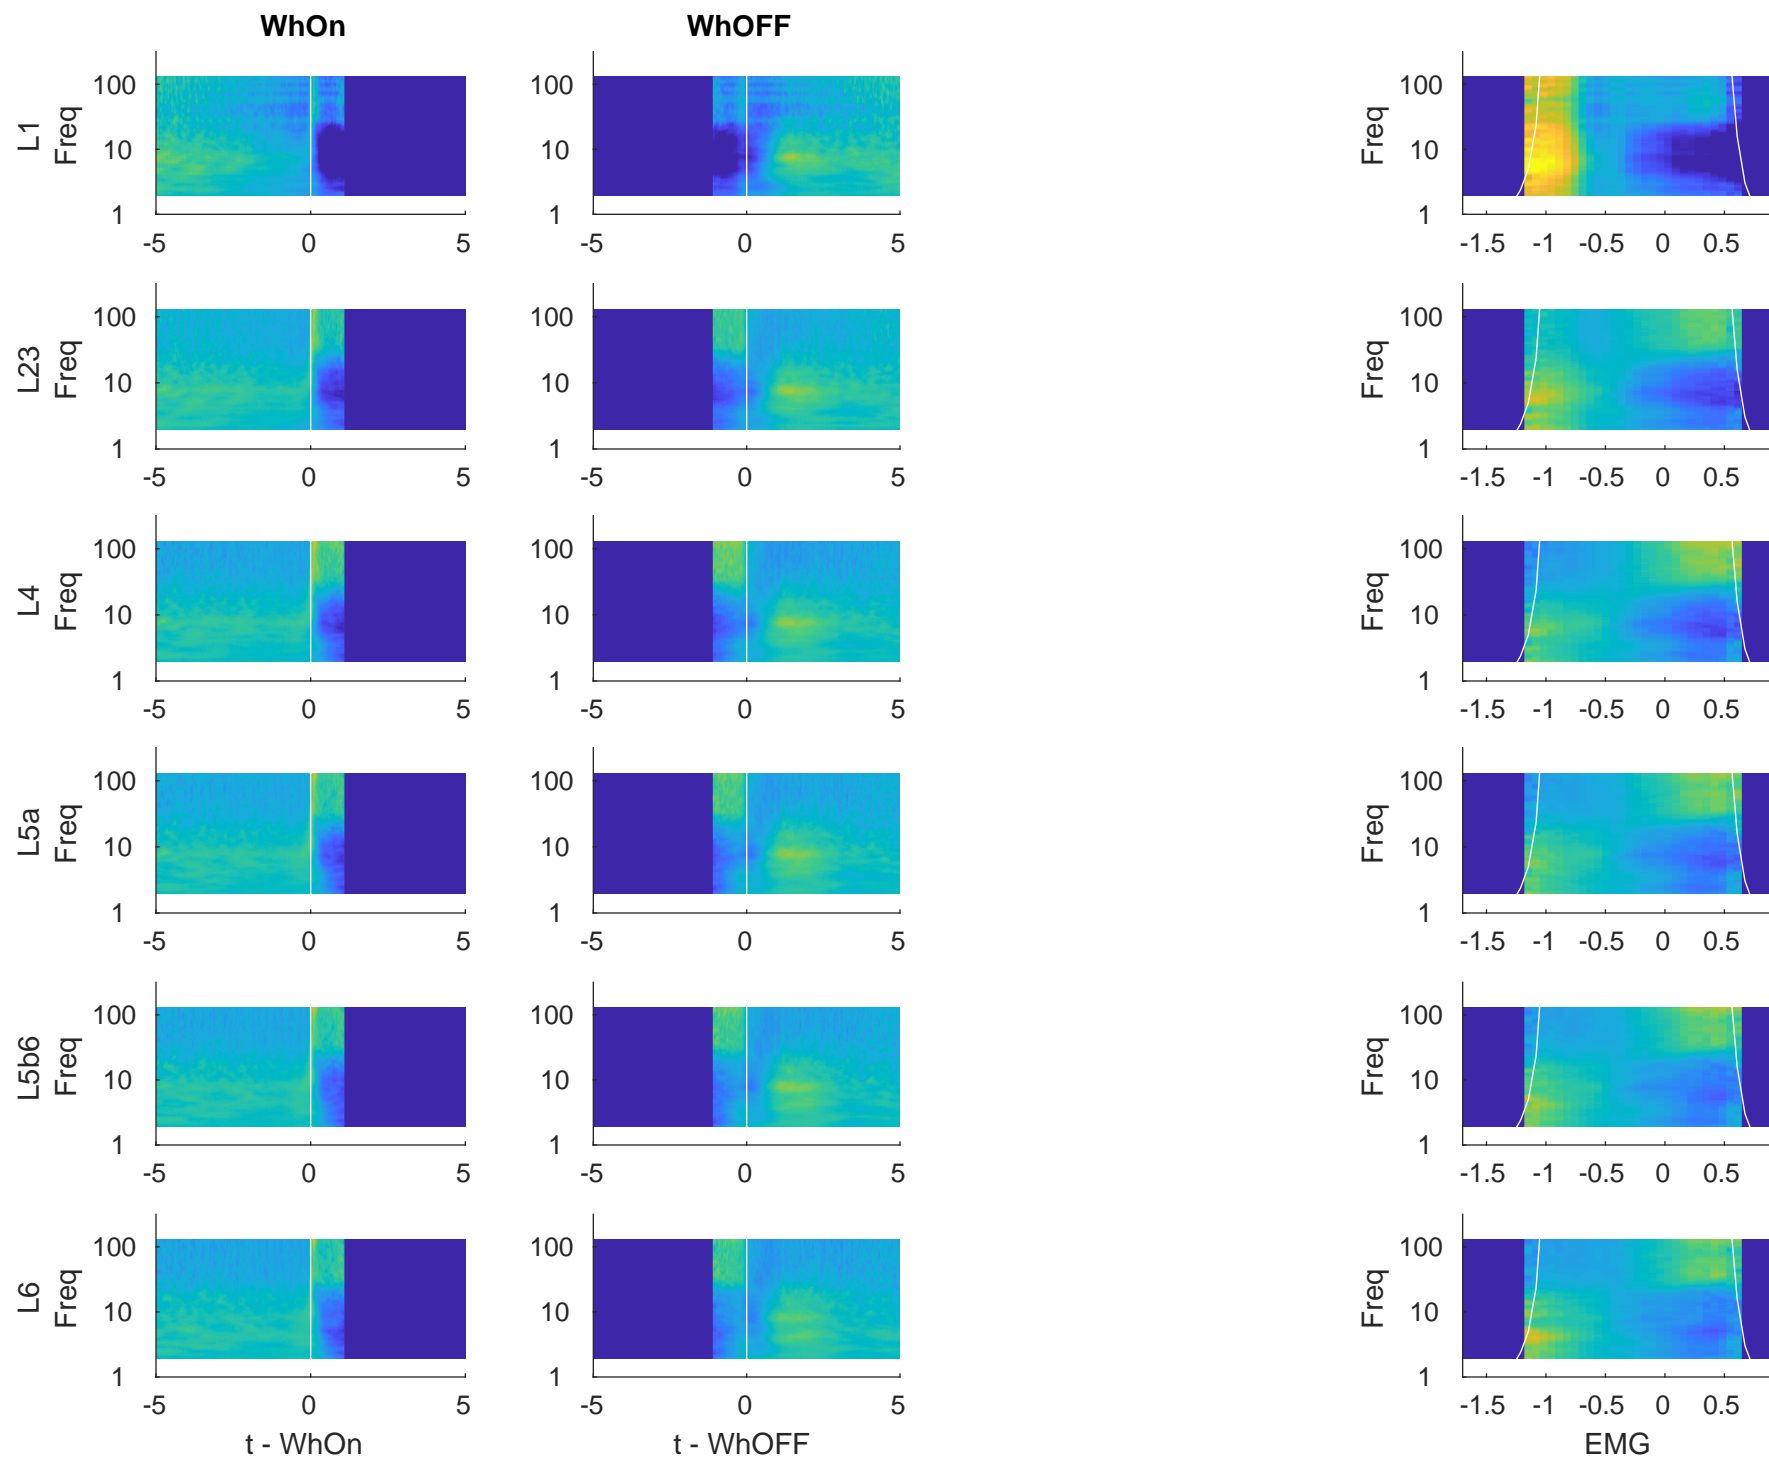 WhOn WhOFF
L1 Freq 100 10 1 100 10 1 Freq 100 10 1
-5 0 5 -5 0 5 -1.5 -1 -0.5 0 0.5
L23 Freq 100 10 1 100 10 1 Freq 100 10 1
-5 0 5 -5 0 5 -1.5 -1 -0.5 0 0.5
L4 Freq 100 10 1 100 10 1 Freq 100 10 1
-5 0 5 -5 0 5 -1.5 -1 -0.5 0 0.5
L5a Freq 100 10 1 100 10 1 Freq 100 10 1
-5 0 5 -5 0 5 -1.5 -1 -0.5 0 0.5
L5b6 Freq 100 10 1 100 10 1 Freq 100 10 1
-5 0 5 -5 0 5 -1.5 -1 -0.5 0 0.5
L6 Freq 100 10 1 100 10 1 Freq 100 10 1
-5 0 5 -5 0 5 -1.5 -1 -0.5 0 0.5
t - WhOn t - WhOFF EMG